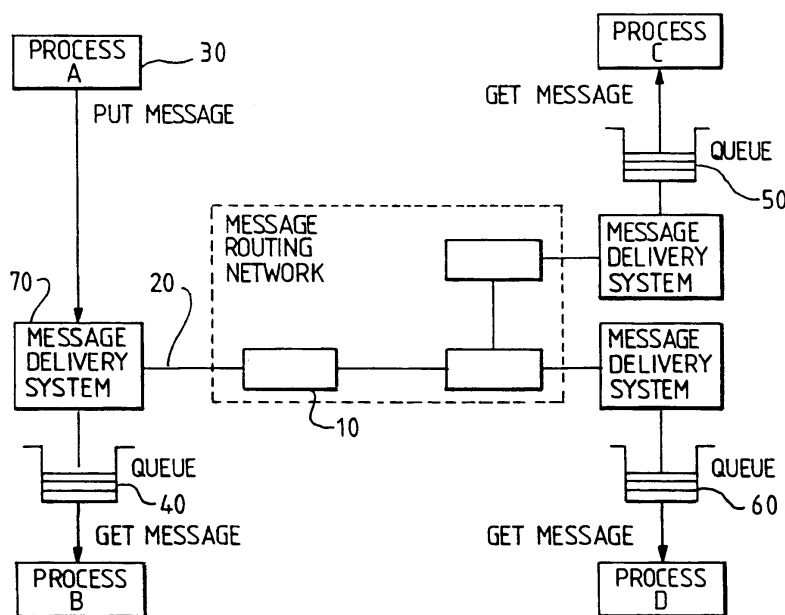 PROCESS
A
30
PUT MESSAGE
PROCESS
C
GET MESSAGE
QUEUE
50
MESSAGE
ROUTING
NETWORK
MESSAGE
DELIVERY
SYSTEM
70
20
MESSAGE
DELIVERY
SYSTEM
10
MESSAGE
DELIVERY
SYSTEM
QUEUE
40
GET MESSAGE
PROCESS
B
QUEUE
60
GET MESSAGE
PROCESS
D